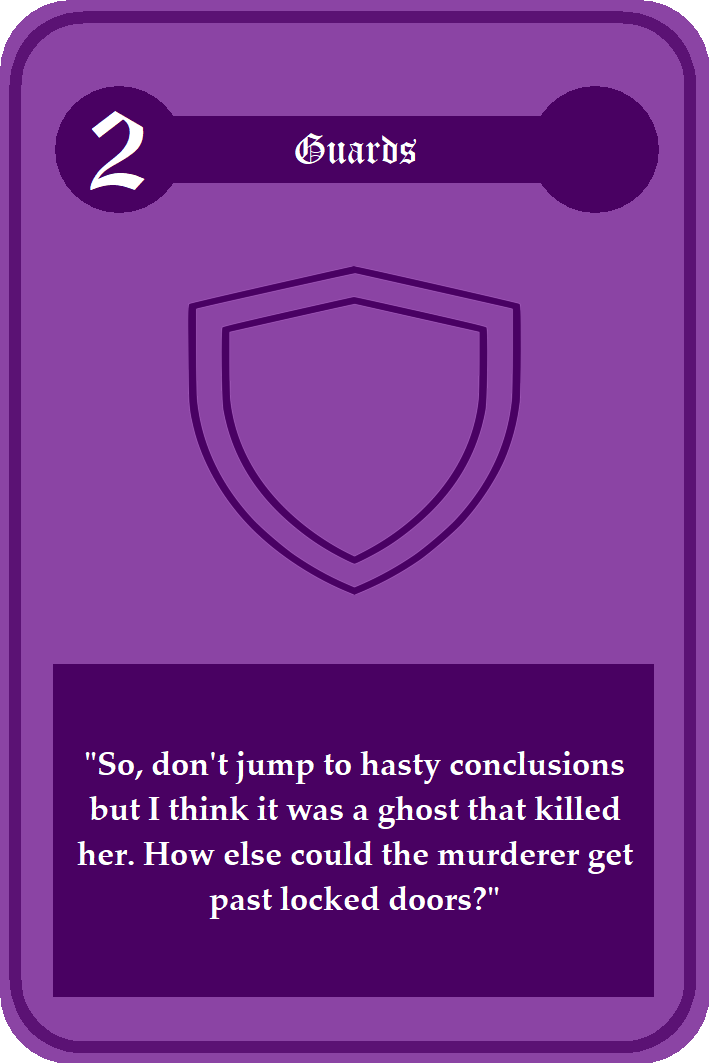 2
Guards
"So, don't jump to hasty conclusions
but I think it was a ghost that killed
her. How else could the murderer get
past locked doors?"